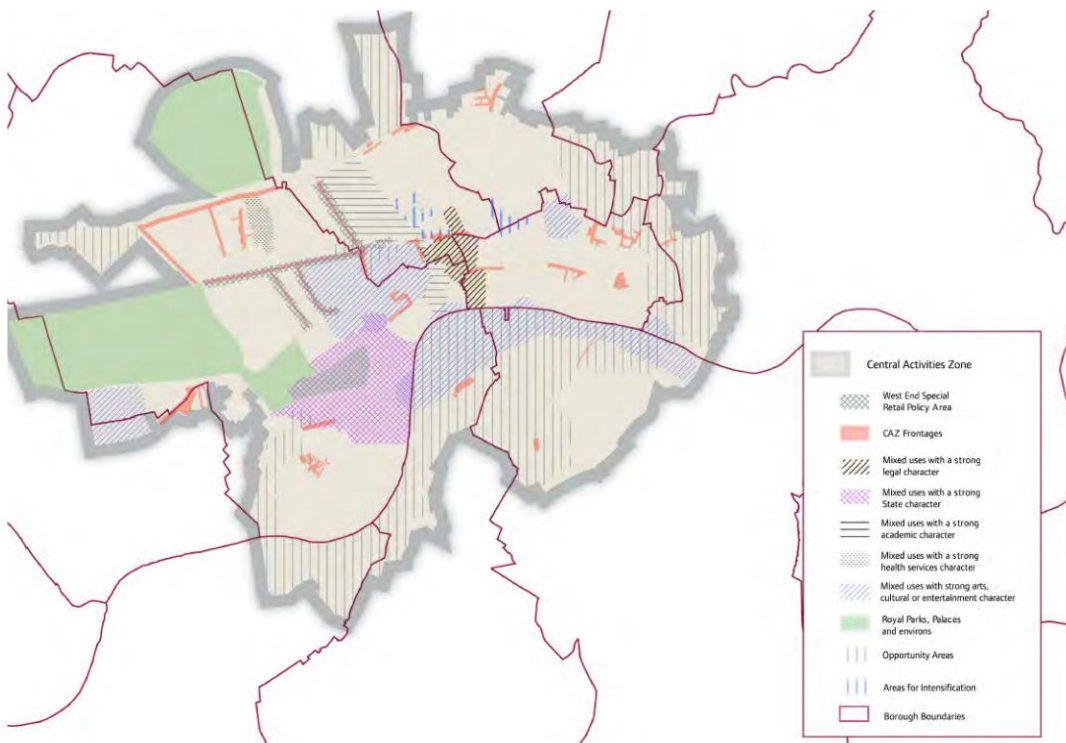 Central Activities Zone
West End Special
Retail Policy Area
CAZ Frontages
Mixed uses with a strong
legal character
Mixed uses with a strong
State character
Mixed uses with a strong
academic character
Mixed uses with a strong
health services character
Mixed uses with strong arts,
cultural or entertainment character
Royal Parks, Palaces
and environs
Opportunity Areas
Areas for Intensification
Borough Boundaries